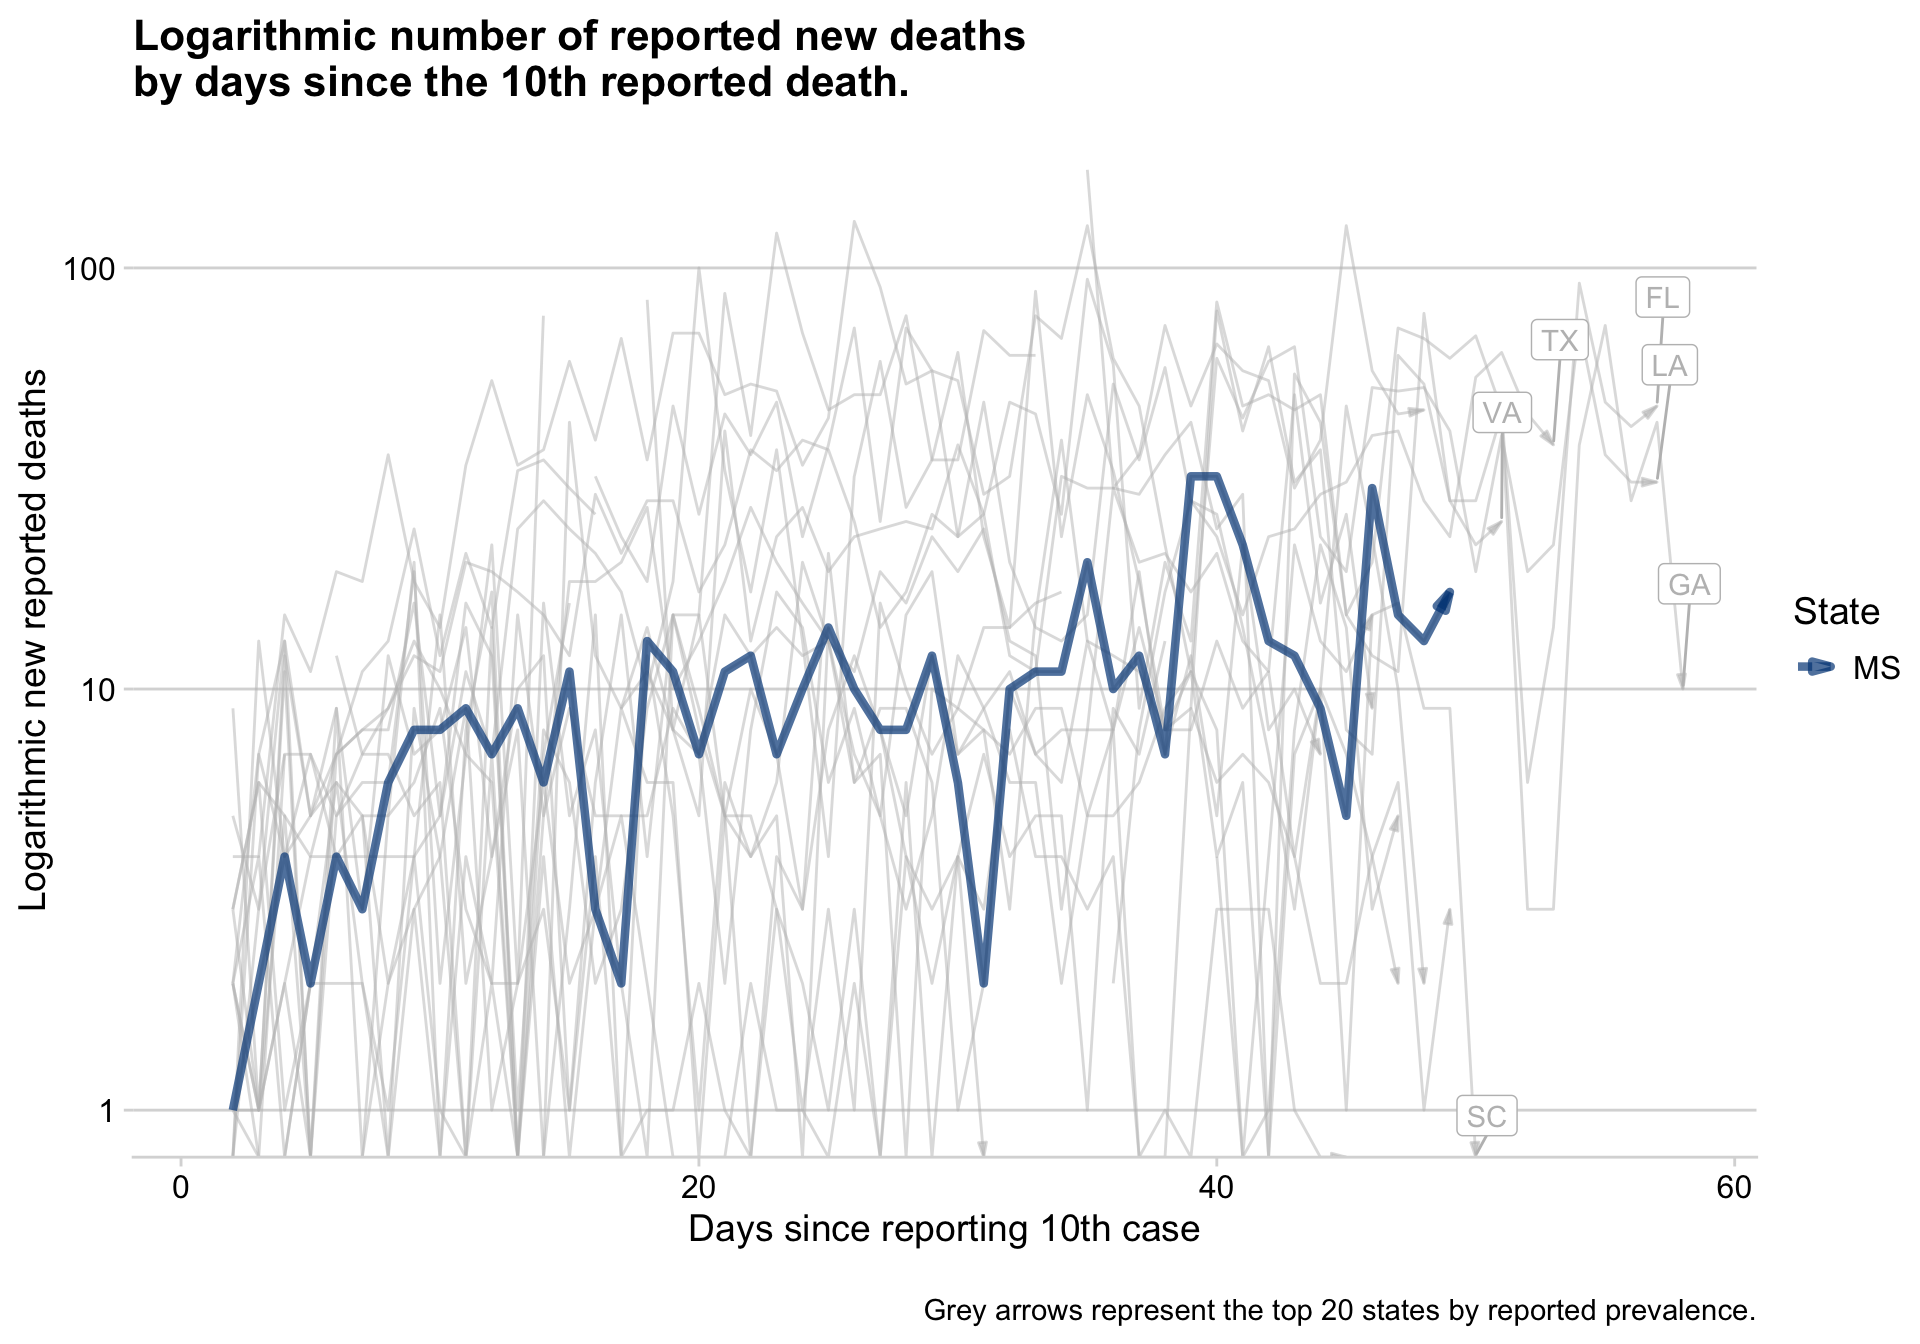 Logarithmic number of reported new deaths
by days since the 10th reported death.
Logarithmic new reported deaths
100
10
1
FL
TX
LA
VA
GA
SC
State
MS
0
20
40
60
Days since reporting 10th case
Grey arrows represent the top 20 states by reported prevalence.